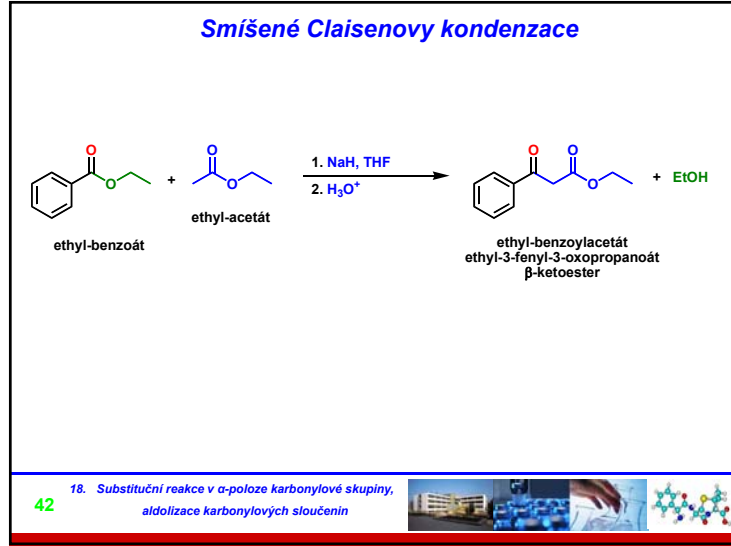 Smíšené Claisenovy kondenzace
O
O
+
O
O
1. NaH, THF
2. H₃O⁺
O
O
O
+ EtOH
ethyl-benzoát
ethyl-acetát
ethyl-benzoylacetát
ethyl-3-fenyl-3-oxopropanoát
β-ketoester
42
18. Substituční reakce v α-poloze karbonylové skupiny,
aldolizace karbonylových sloučenin